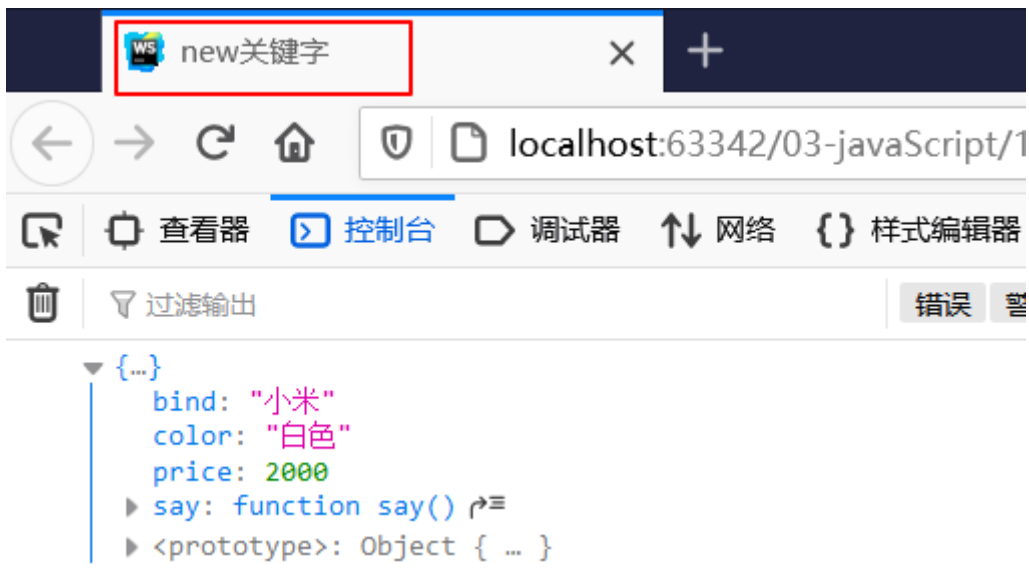 WS new关键字
localhost:63342/03-javaScript/1
查看器 控制台 调试器 网络 {} 样式编辑器
过滤输出 错误 警
{…}
bind: "小米"
color: "白色"
price: 2000
say: function say()
<prototype>: Object { … }